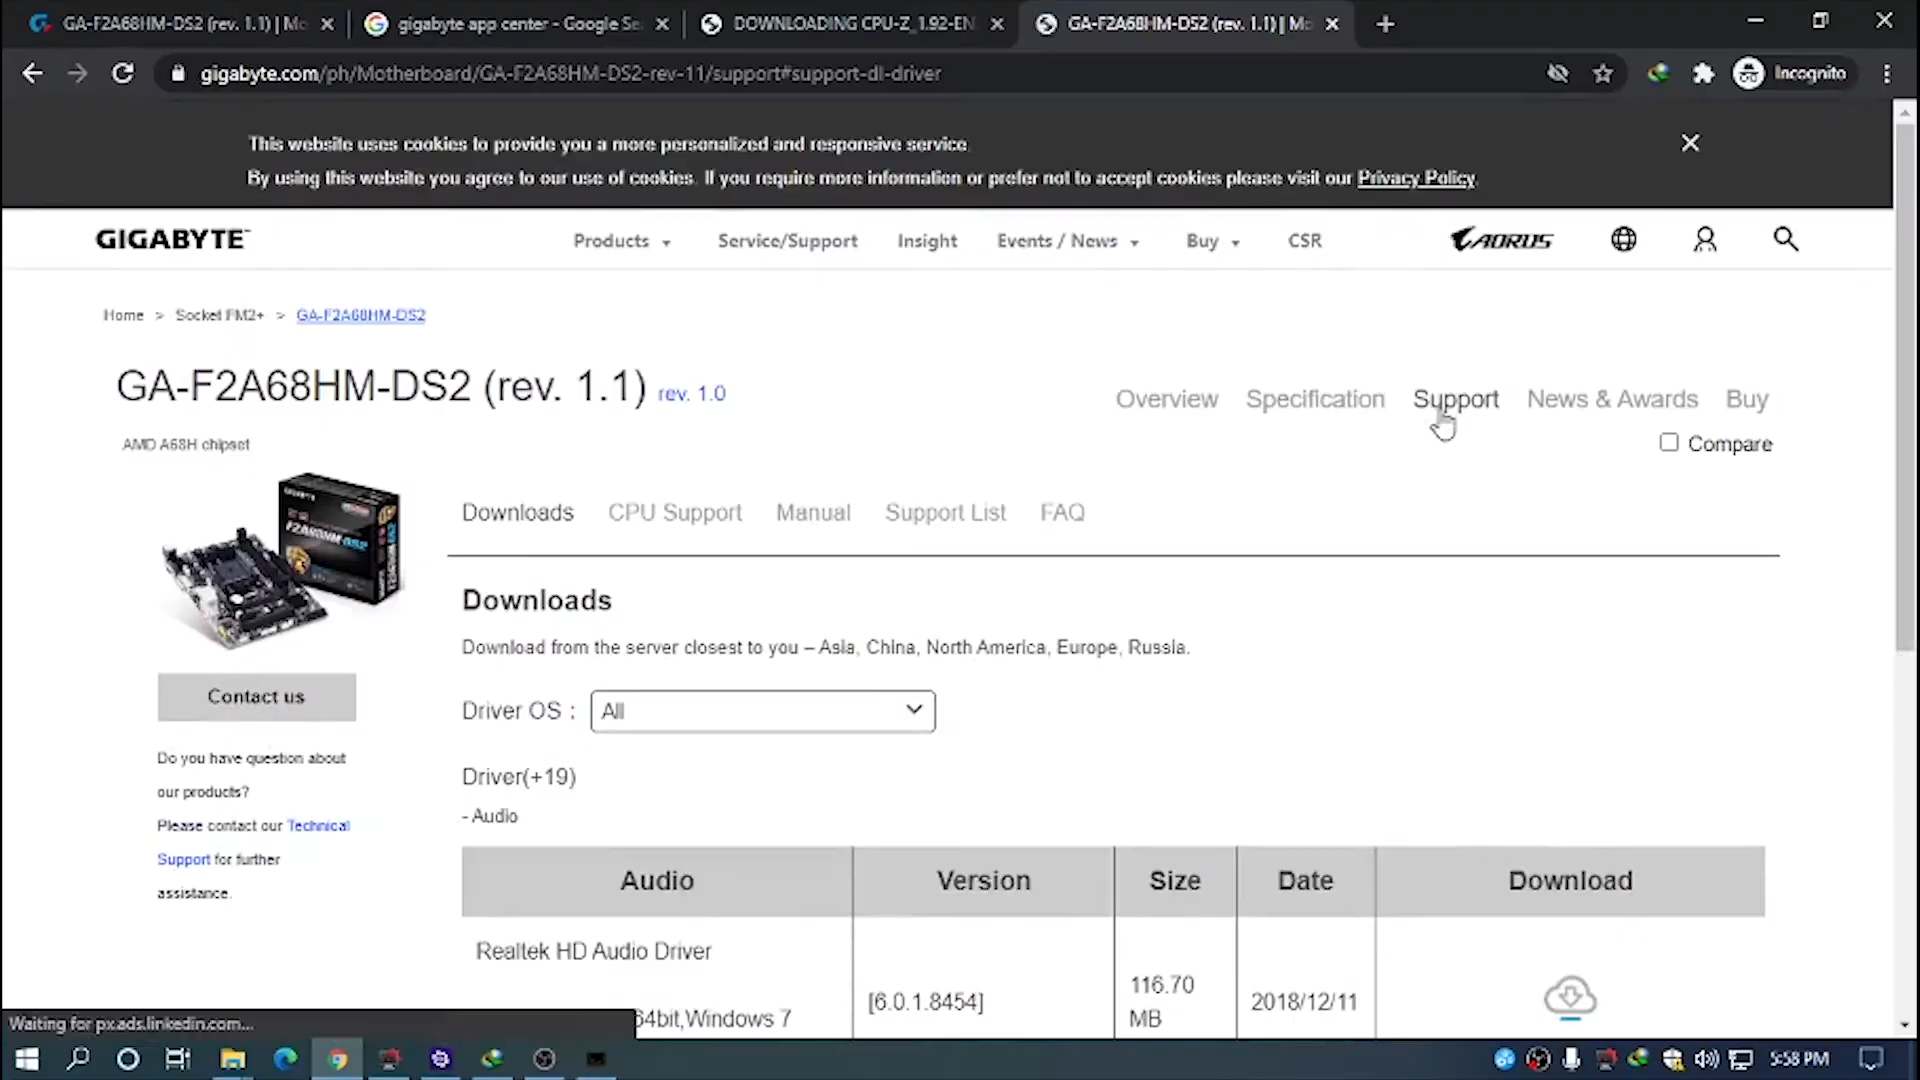 GA-F2A68HM-DS2 (rev. 1.1) | Mo
gigabyte app center - Google Se
DOWNLOADING CPU-Z_1.92-EN
GA-F2A68HM-DS2 (rev. 1.1) | Mo
gigabyte.com/ph/Motherboard/GA-F2A68HM-DS2-rev-11/support#support-dl-driver
Incognito
This website uses cookies to provide you a more personalized and responsive service.
By using this website you agree to our use of cookies. If you require more information or prefer not to accept cookies please visit our Privacy Policy.
GIGABYTE
Products
Service/Support
Insight
Events / News
Buy
CSR
AORUS
Home > Socket FM2+ > GA-F2A68HM-DS2
GA-F2A68HM-DS2 (rev. 1.1) rev. 1.0
Overview
Specification
Support
News & Awards
Buy
AMD A68H chipset
Compare
Downloads
CPU Support
Manual
Support List
FAQ
Downloads
Download from the server closest to you – Asia, China, North America, Europe, Russia.
Contact us
Driver OS :
All
Do you have question about
our products?
Please contact our Technical
Support for further
assistance.
Driver(+19)
- Audio
Audio
Version
Size
Date
Download
Realtek HD Audio Driver
64bit,Windows 7
[6.0.1.8454]
116.70
MB
2018/12/11
Waiting for px.ads.linkedin.com...
5:58 PM